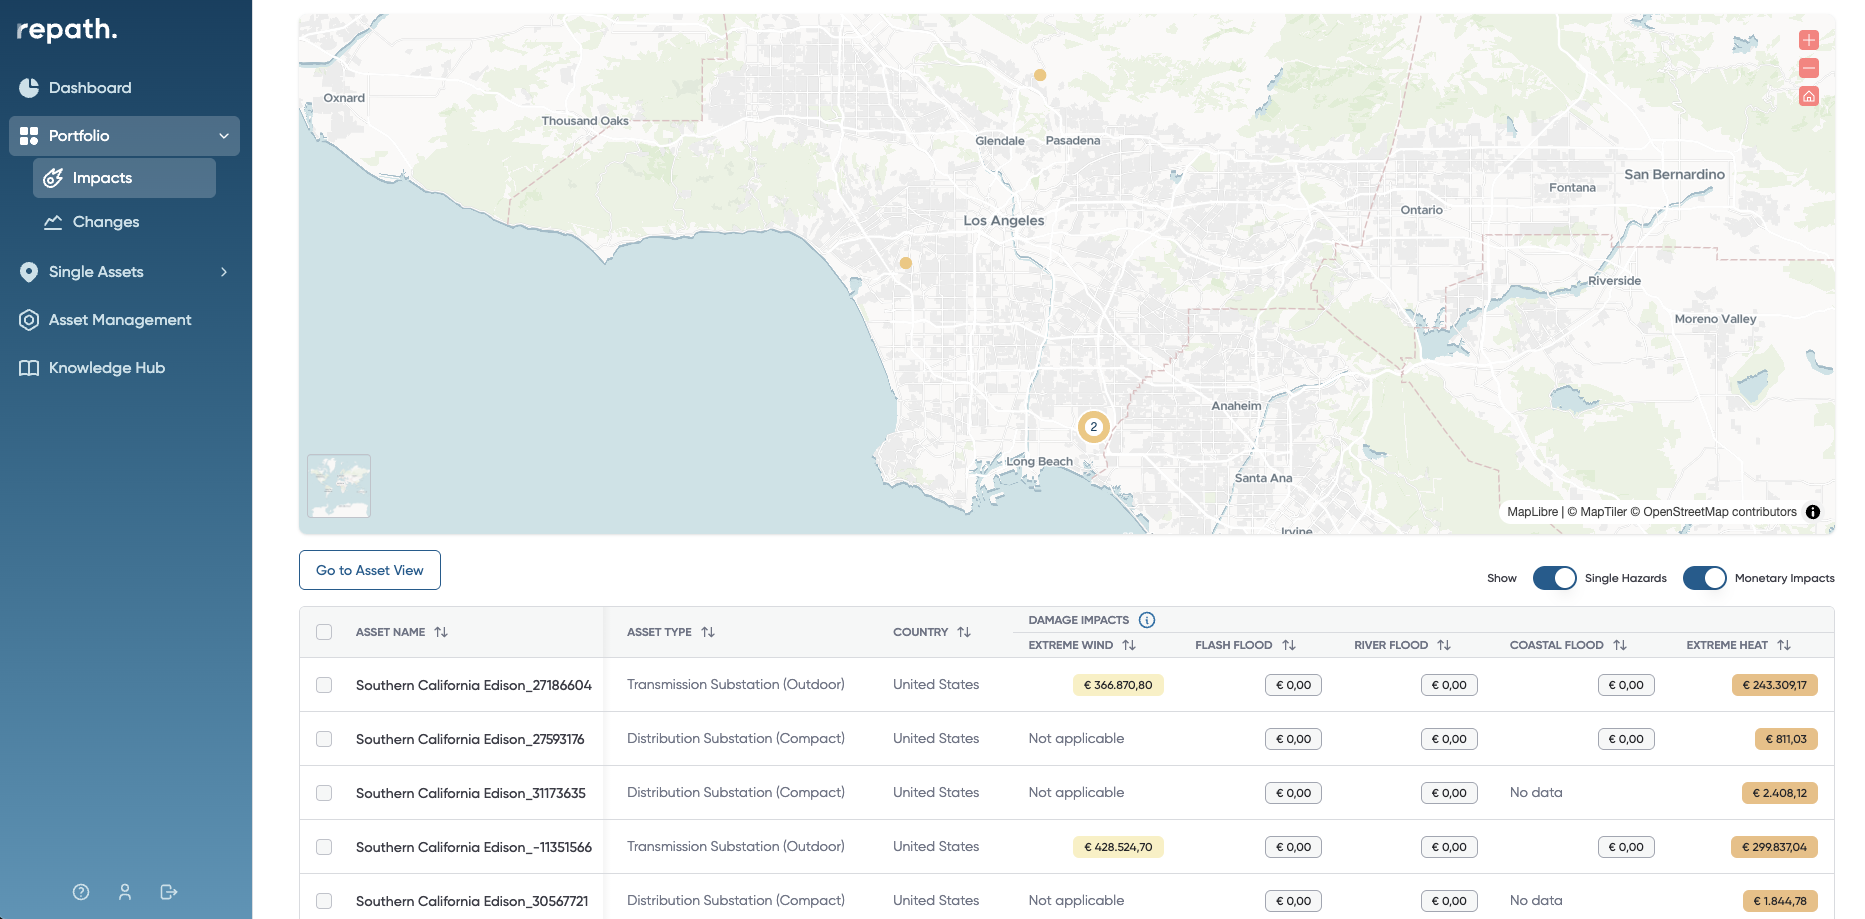 repath.
Dashboard
Portfolio
Impacts
Changes
Single Assets
Asset Management
Knowledge Hub
Oxnard
Thousand Oaks
Glendale
Pasadena
San Bernardino
Fontana
Ontario
Los Angeles
Riverside
Moreno Valley
Anaheim
2
Long Beach
Santa Ana
Irvine
MapLibre | © MapTiler © OpenStreetMap contributors
Go to Asset View
Show Single Hazards Monetary Impacts
DAMAGE IMPACTS
ASSET NAME ASSET TYPE COUNTRY
EXTREME WIND FLASH FLOOD RIVER FLOOD COASTAL FLOOD EXTREME HEAT
Southern California Edison_27186604 Transmission Substation (Outdoor) United States € 366.870,80 € 0,00 € 0,00 € 0,00 € 243.309,17
Southern California Edison_27593176 Distribution Substation (Compact) United States Not applicable € 0,00 € 0,00 € 0,00 € 811,03
Southern California Edison_31173635 Distribution Substation (Compact) United States Not applicable € 0,00 € 0,00 No data € 2.408,12
Southern California Edison_-11351566 Transmission Substation (Outdoor) United States € 428.524,70 € 0,00 € 0,00 € 0,00 € 299.837,04
Southern California Edison_30567721 Distribution Substation (Compact) United States Not applicable € 0,00 € 0,00 No data € 1.844,78